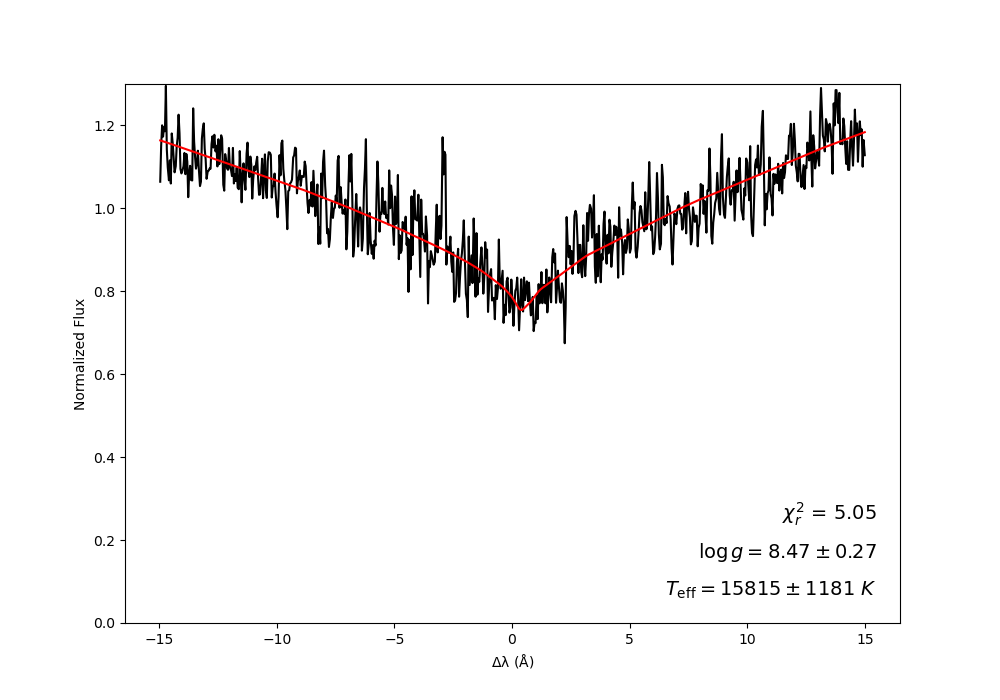 1.2
1.0
0.8
0.6
0.4
0.2
0.0
Normalized Flux
χ²ᵣ = 5.05
log g = 8.47 ± 0.27
T_eff = 15815 ± 1181 K
−15 −10 −5 0 5 10 15
Δλ (Å)